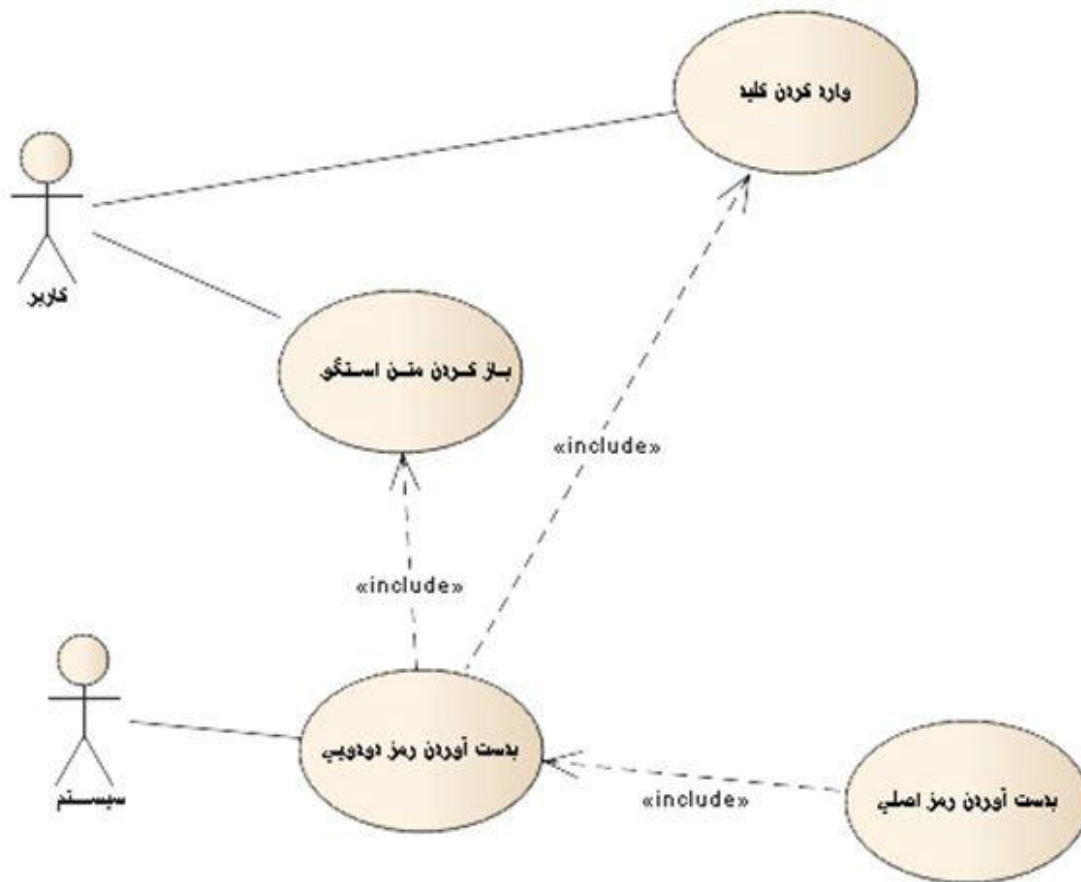 وارد کردن کلید
کاربر
باز کردن متن استگو
«include»
«include»
بدست آوردن رمز دودویی
سیستم
«include»
بدست آوردن رمز اصلی